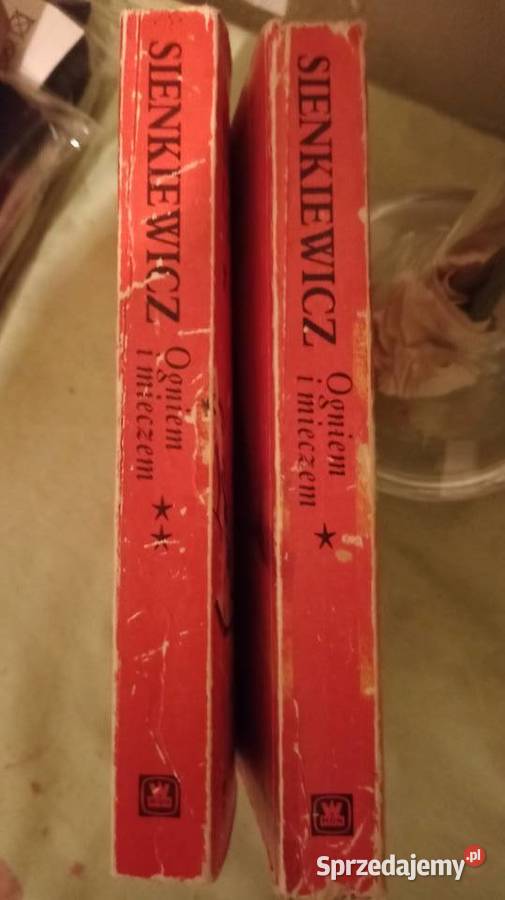 SIENKIEWICZ
Ogniem
i mieczem
**
SIENKIEWICZ
Ogniem
i mieczem
*
Sprzedajemy.pl